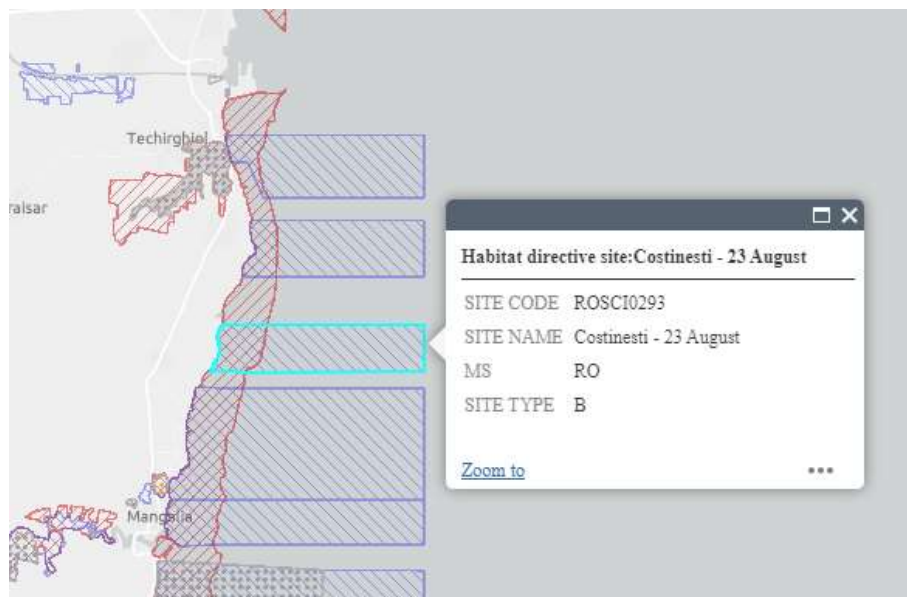 Techirghiol
raisar
Mangalia
Habitat directive site:Costinesti - 23 August
SITE CODE ROSCI0293
SITE NAME Costinesti - 23 August
MS RO
SITE TYPE B
Zoom to